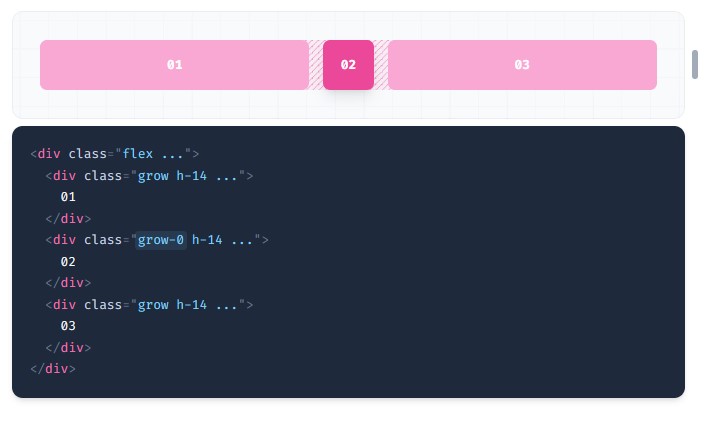 01 02 03
<div class="flex ...">
  <div class="grow h-14 ...">
    01
  </div>
  <div class="grow-0 h-14 ...">
    02
  </div>
  <div class="grow h-14 ...">
    03
  </div>
</div>